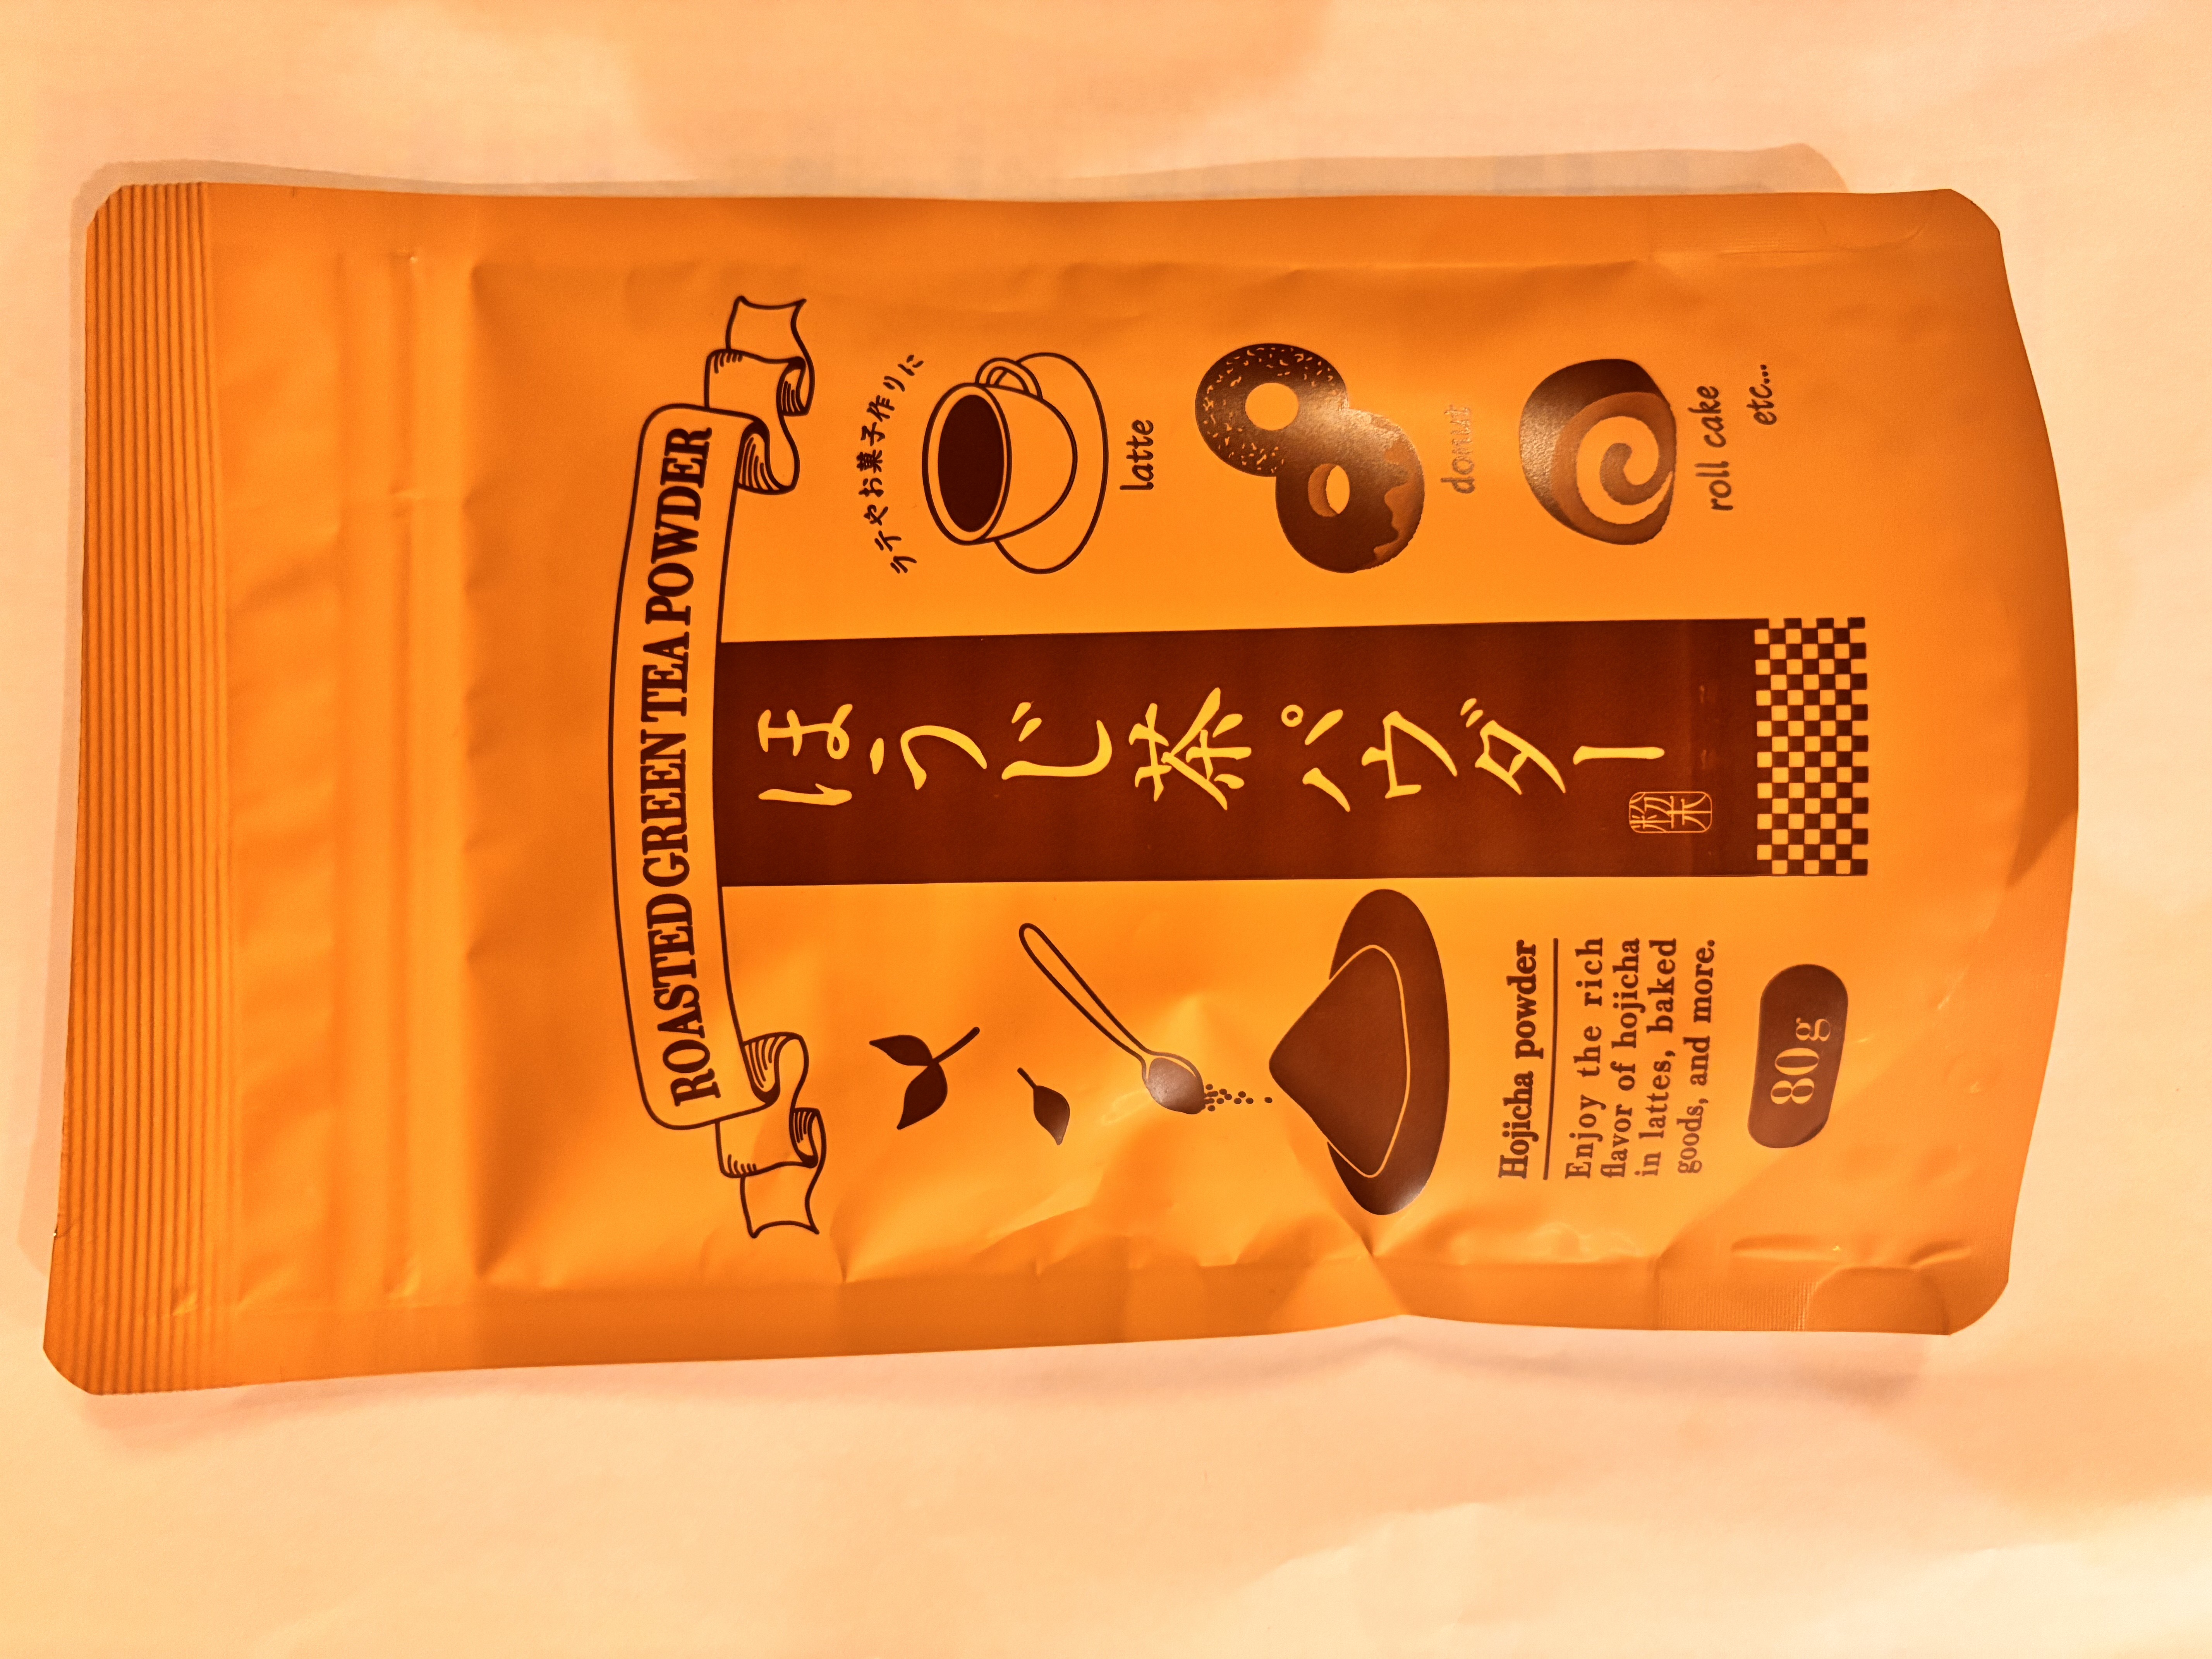 ROASTED GREEN TEA POWDER
ラテやお菓子作りに
latte
donut
roll cake
etc...
ほうじ茶パウダー
粉末
Hojicha powder
Enjoy the rich
flavor of hojicha
in lattes, baked
goods, and more.
80g